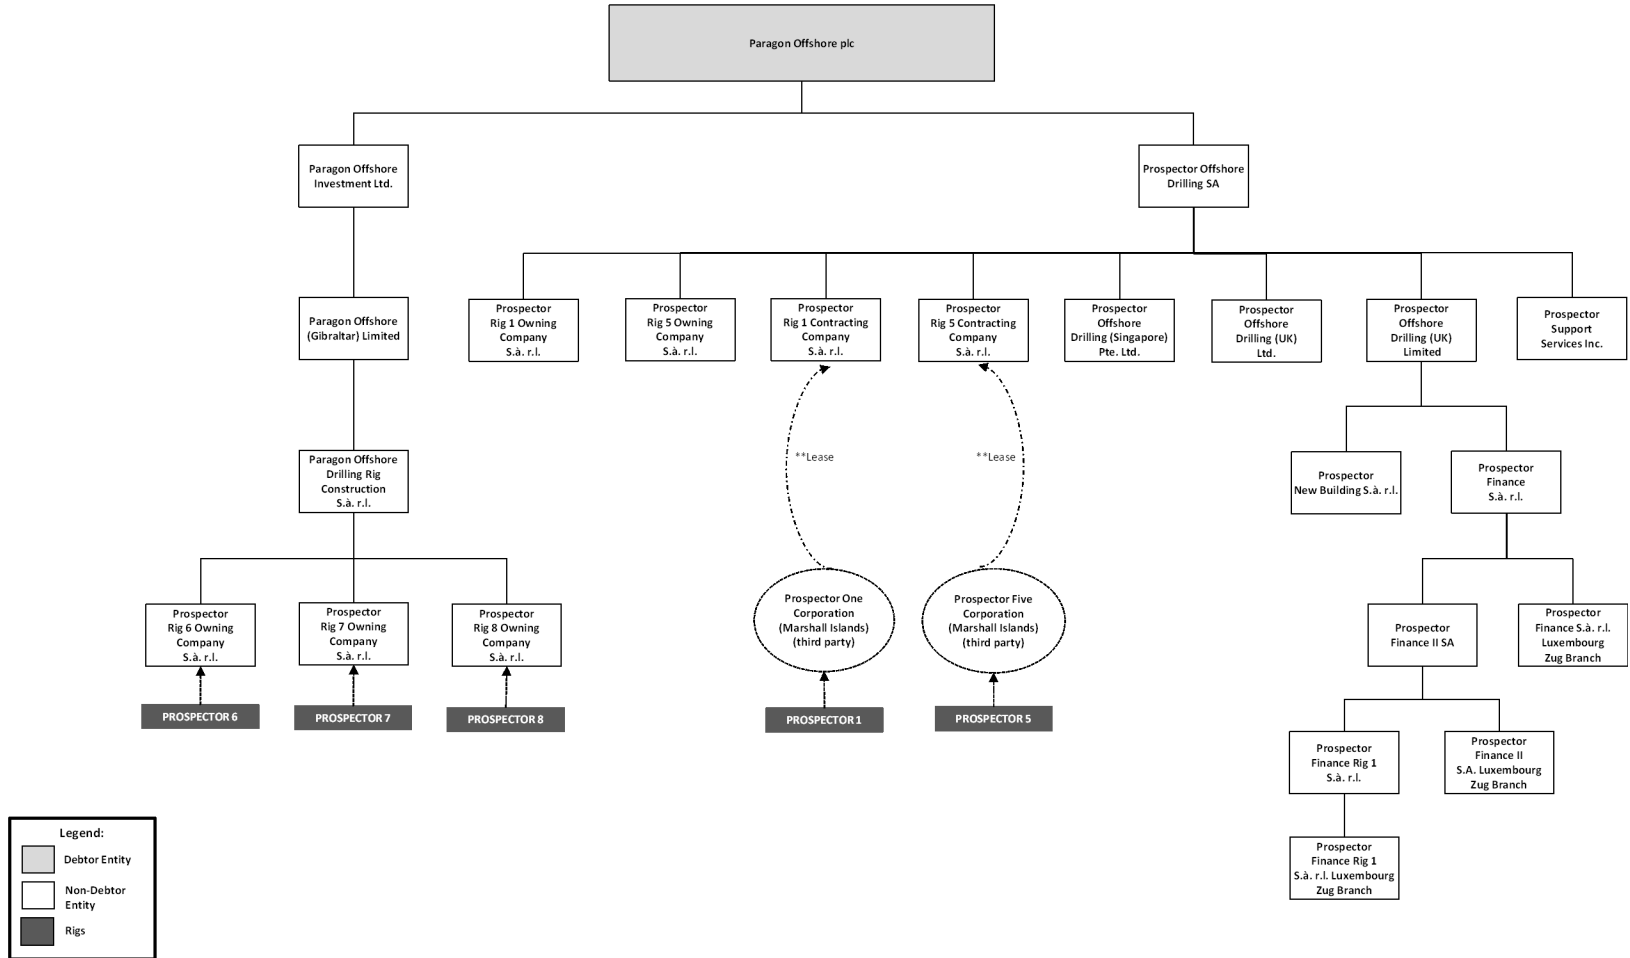 Paragon Offshore plc
Paragon Offshore
Investment Ltd.
Prospector Offshore
Drilling SA
Paragon Offshore
(Gibraltar) Limited
Prospector
Rig 1 Owning
Company
S.à. r.l.
Prospector
Rig 5 Owning
Company
S.à. r.l.
Prospector
Rig 1 Contracting
Company
S.à. r.l.
Prospector
Rig 5 Contracting
Company
S.à. r.l.
Prospector
Offshore
Drilling (Singapore)
Pte. Ltd.
Prospector
Offshore
Drilling (UK)
Ltd.
Prospector
Offshore
Drilling (UK)
Limited
Prospector
Support
Services Inc.
Paragon Offshore
Drilling Rig
Construction
S.à. r.l.
**Lease
**Lease
Prospector
New Building S.à. r.l.
Prospector
Finance
S.à. r.l.
Prospector
Rig 6 Owning
Company
S.à. r.l.
Prospector
Rig 7 Owning
Company
S.à. r.l.
Prospector
Rig 8 Owning
Company
S.à. r.l.
Prospector One
Corporation
(Marshall Islands)
(third party)
Prospector Five
Corporation
(Marshall Islands)
(third party)
Prospector
Finance II SA
Prospector
Finance S.à. r.l.
Luxembourg
Zug Branch
PROSPECTOR 6
PROSPECTOR 7
PROSPECTOR 8
PROSPECTOR 1
PROSPECTOR 5
Prospector
Finance Rig 1
S.à. r.l.
Prospector
Finance II
S.A. Luxembourg
Zug Branch
Prospector
Finance Rig 1
S.à. r.l. Luxembourg
Zug Branch
Legend:
Debtor Entity
Non-Debtor
Entity
Rigs